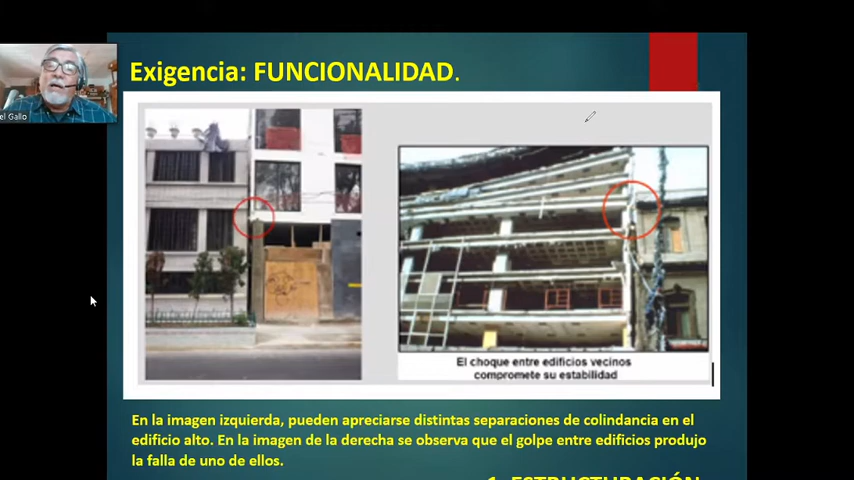 Exigencia: FUNCIONALIDAD.
el Gallo
El choque entre edificios vecinos
compromete su estabilidad
En la imagen izquierda, pueden apreciarse distintas separaciones de colindancia en el
edificio alto. En la imagen de la derecha se observa que el golpe entre edificios produjo
la falla de uno de ellos.
1. ESTRUCTURACIÓN